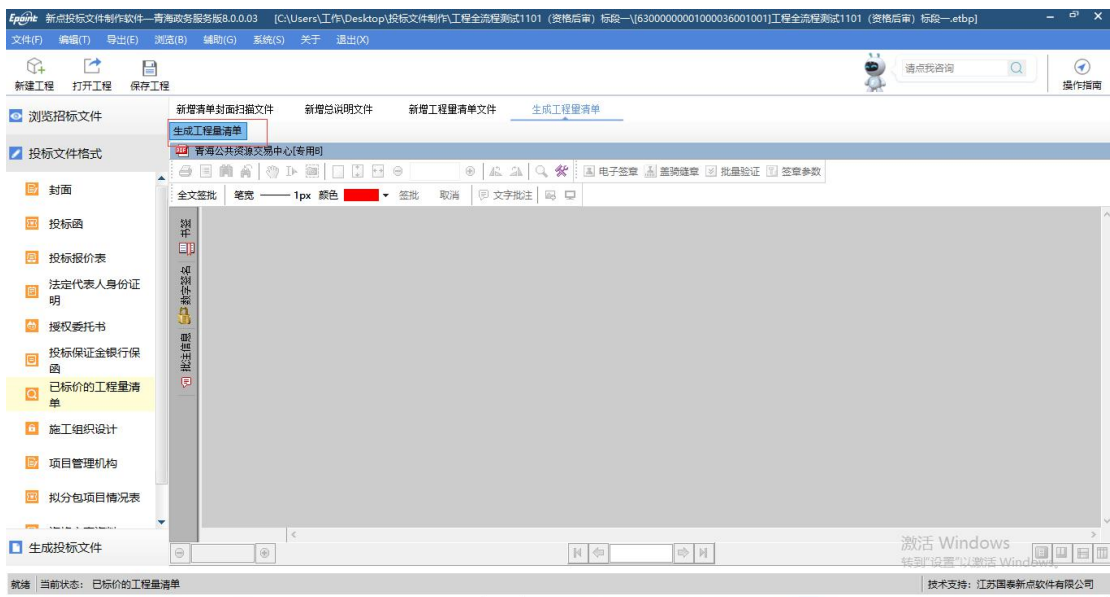 Epoint 新点投标文件制作软件—青海政务服务版8.0.0.03 [C:\Users\工作\Desktop\投标文件制作\工程全流程测试1101（资格后审）标段一\[6300000001000036001001]工程全流程测试1101（资格后审）标段一.etbp]
文件(F) 编辑(T) 导出(E) 浏览(B) 辅助(G) 系统(S) 关于 退出(X)
新建工程 打开工程 保存工程 请点我咨询 操作指南
浏览招标文件 新增清单封面扫描文件 新增总说明文件 新增工程量清单文件 生成工程量清单
生成工程量清单
投标文件格式 青海公共资源交易中心[专用8]
电子签章 盖骑缝章 批量验证 签章参数
全文签批 笔宽 1px 颜色 签批 取消 文字批注
封面
投标函
投标报价表
法定代表人身份证
明
授权委托书
投标保证金银行保
函
已标价的工程量清
单
施工组织设计
项目管理机构
拟分包项目情况表
生成投标文件
书签
数字签名
批注信息
激活 Windows
转到"设置"以激活 Windows。
就绪 当前状态： 已标价的工程量清单 技术支持：江苏国泰新点软件有限公司